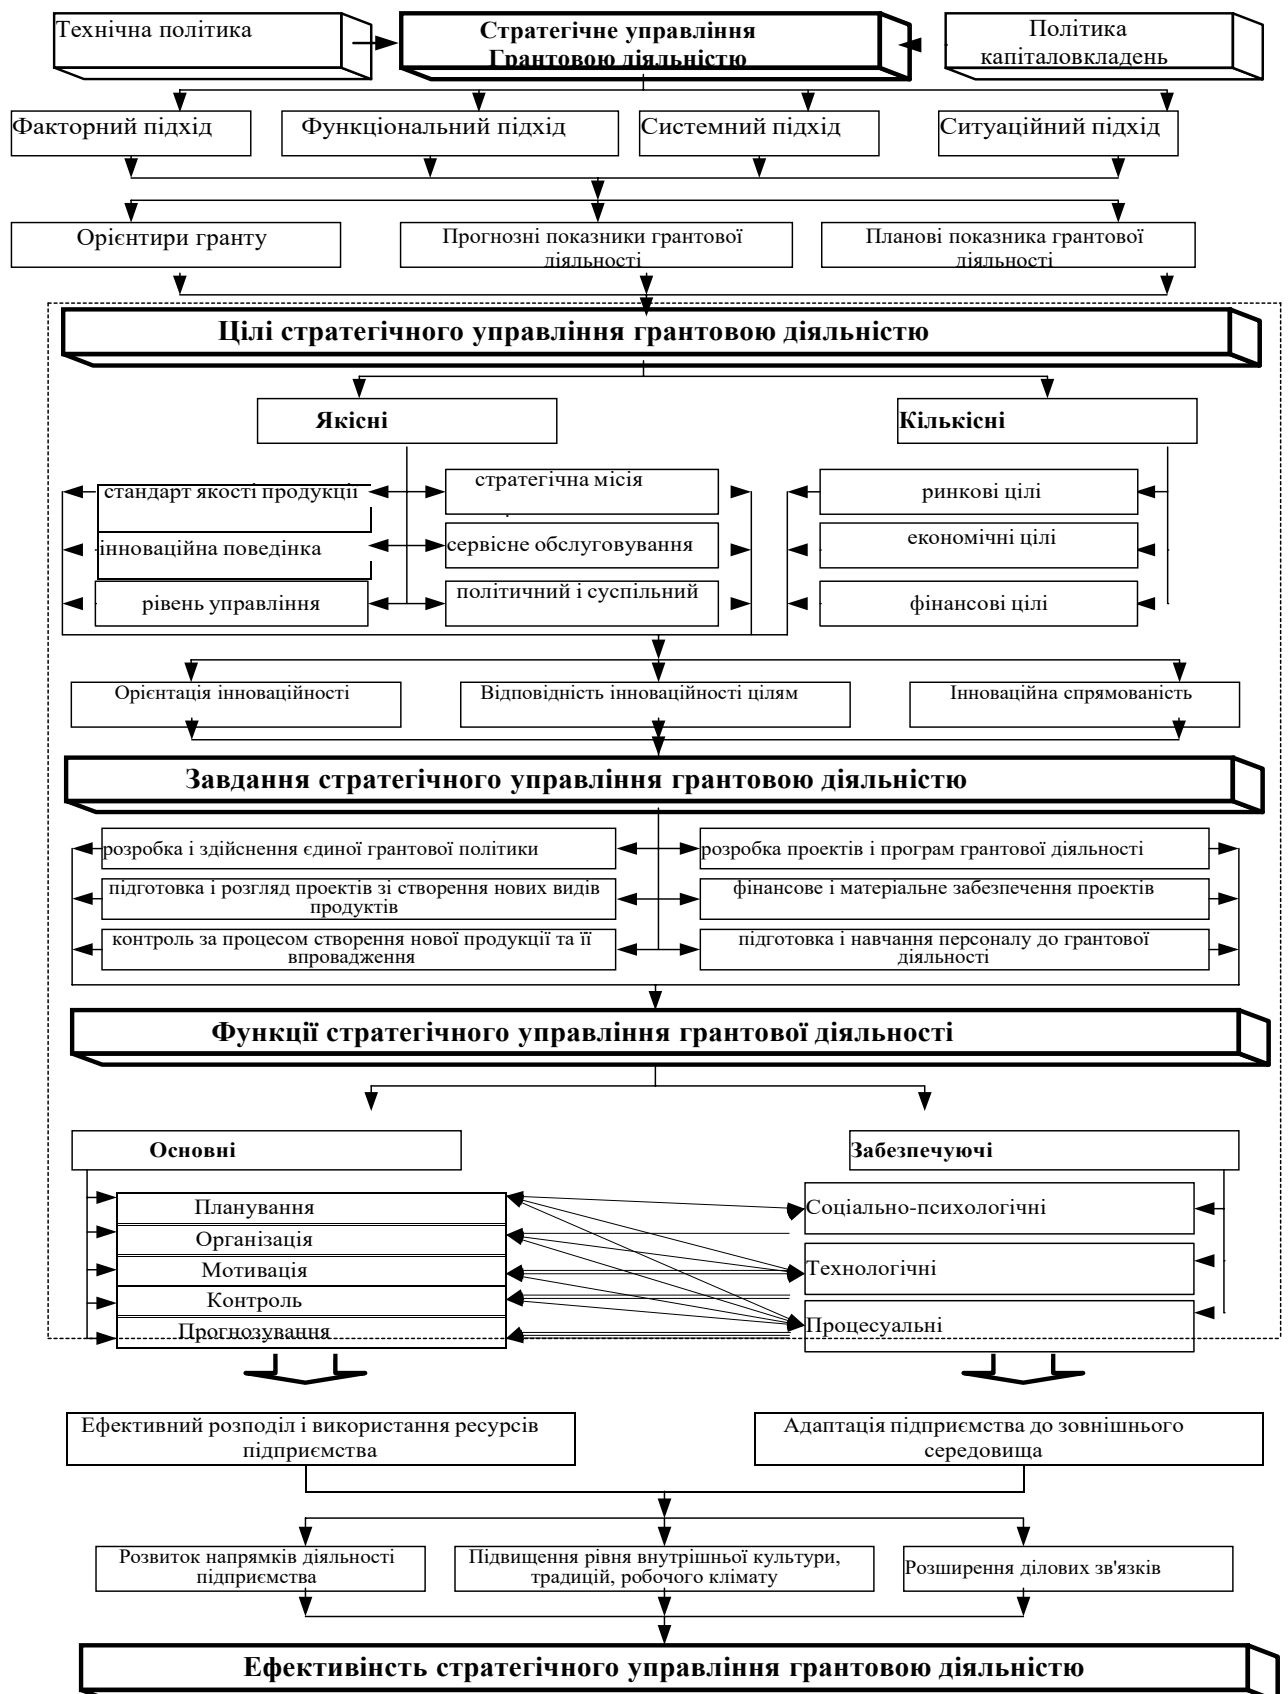 Технічна політика
Стратегічне управління
Грантовою діяльністю
Політика
капіталовкладень
Факторний підхід
Функціональний підхід
Системний підхід
Ситуаційний підхід
Орієнтири гранту
Прогнозні показники грантової
діяльності
Планові показника грантової
діяльності
Цілі стратегічного управління грантовою діяльністю
Якісні
Кількісні
стандарт якості продукції
стратегічна місія
ринкові цілі
інноваційна поведінка
сервісне обслуговування
економічні цілі
рівень управління
політичний і суспільний
фінансові цілі
Орієнтація інноваційності
Відповідність інноваційності цілям
Інноваційна спрямованість
Завдання стратегічного управління грантовою діяльністю
розробка і здійснення єдиної грантової політики
розробка проектів і програм грантової діяльності
підготовка і розгляд проектів зі створення нових видів
продуктів
фінансове і матеріальне забезпечення проектів
контроль за процесом створення нової продукції та її
впровадження
підготовка і навчання персоналу до грантової
діяльності
Функції стратегічного управління грантової діяльності
Основні
Забезпечуючі
Планування
Організація
Мотивація
Контроль
Прогнозування
Соціально-психологічні
Технологічні
Процесуальні
Ефективний розподіл і використання ресурсів
підприємства
Адаптація підприємства до зовнішнього
середовища
Розвиток напрямків діяльності
підприємства
Підвищення рівня внутрішньої культури,
традицій, робочого клімату
Розширення ділових зв'язків
Ефективінсть стратегічного управління грантовою діяльністю